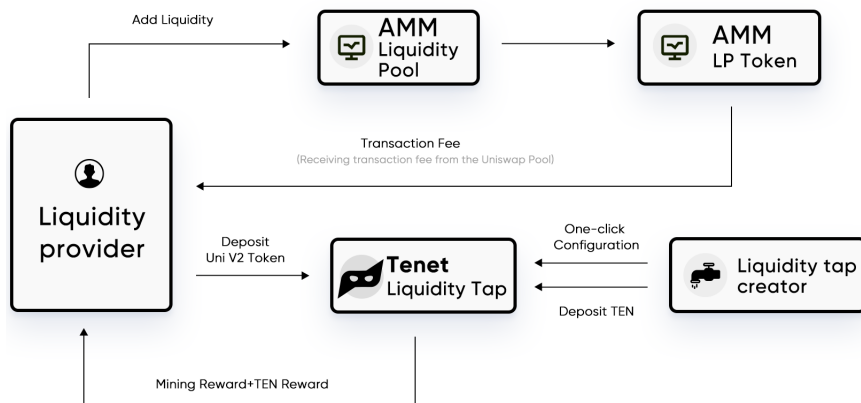 Add Liquidity
AMM
Liquidity
Pool
AMM
LP Token
Transaction Fee
(Receiving transaction fee from the Uniswap Pool)
Liquidity
provider
Deposit
Uni V2 Token
Tenet
Liquidity Tap
One-click
Configuration
Deposit TEN
Liquidity tap
creator
Mining Reward+TEN Reward